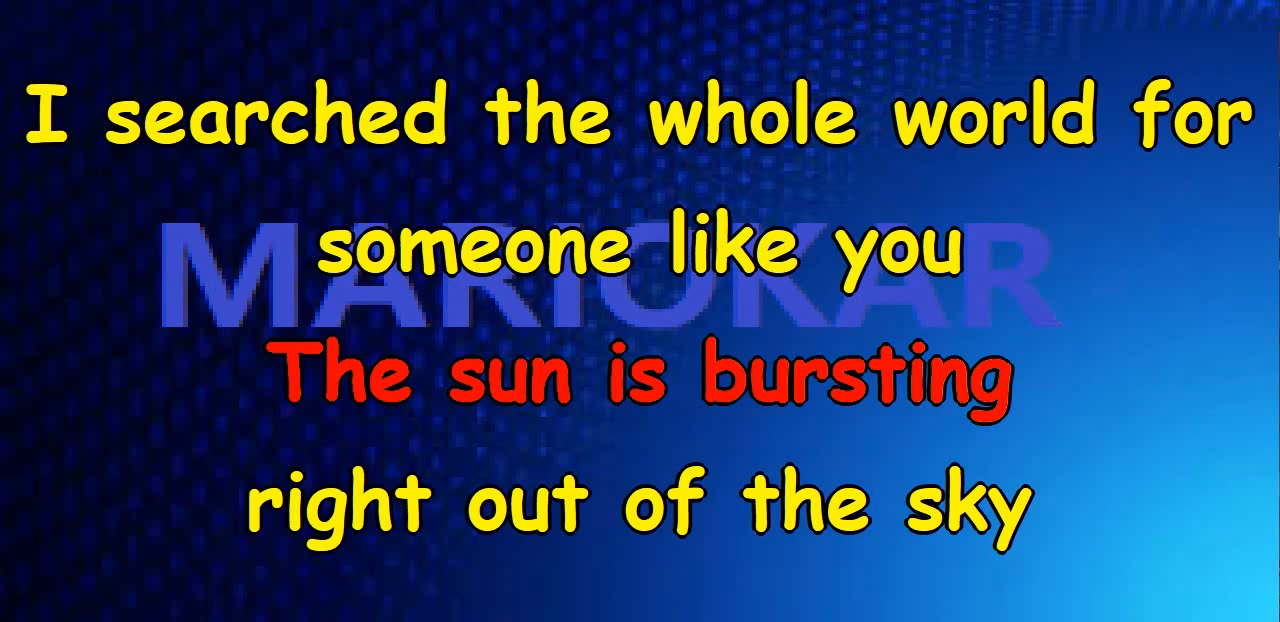 I searched the whole world for
someone like you
MARIOKAR
The sun is bursting
right out of the sky